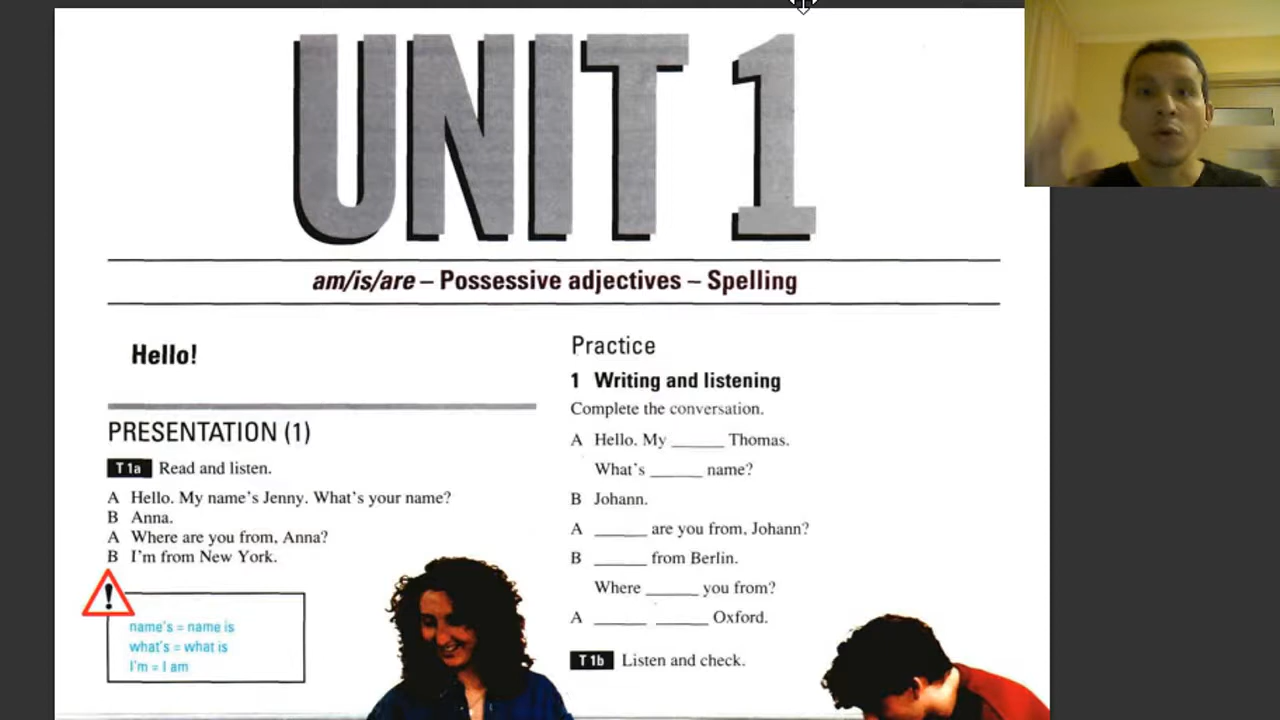 UNIT 1
am/is/are – Possessive adjectives – Spelling
Hello!
PRESENTATION (1)
T 1a Read and listen.
A Hello. My name's Jenny. What's your name?
B Anna.
A Where are you from, Anna?
B I'm from New York.
!
name's = name is
what's = what is
I'm = I am
Practice
1 Writing and listening
Complete the conversation.
A Hello. My ______ Thomas.
What's ______ name?
B Johann.
A ______ are you from, Johann?
B ______ from Berlin.
Where ______ you from?
A ______ ______ Oxford.
T 1b Listen and check.